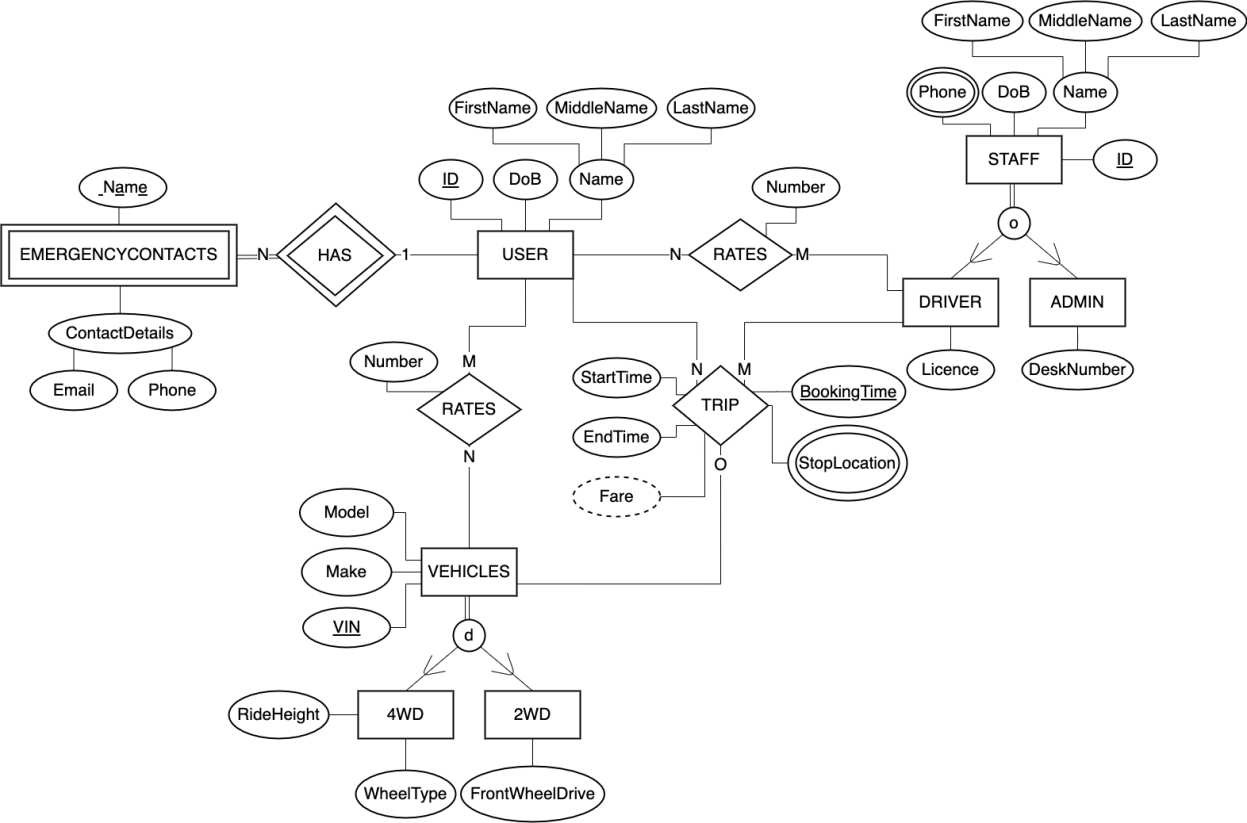 FirstName
MiddleName
LastName
Phone
DoB
Name
FirstName
MiddleName
LastName
STAFF
ID
ID
DoB
Name
Name
Number
o
EMERGENCYCONTACTS
N
HAS
1
USER
N
RATES
M
DRIVER
ADMIN
ContactDetails
Email
Phone
Number
M
RATES
N
StartTime
N
M
TRIP
BookingTime
Licence
DeskNumber
EndTime
O
StopLocation
Fare
Model
Make
VEHICLES
VIN
d
RideHeight
4WD
2WD
WheelType
FrontWheelDrive